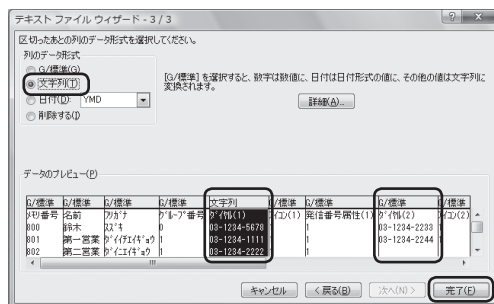 テキスト ファイル ウィザード - 3 / 3
区切ったあとの列のデータ形式を選択してください。
列のデータ形式
G/標準(G)
文字列(T)
日付(D): YMD
削除する(I)
[G/標準] を選択すると、数字は数値に、日付は日付形式の値に、その他の値は文字列に
変換されます。
詳細(A)...
データのプレビュー(P)
G/標準 G/標準 G/標準 G/標準 文字列 G/標準 G/標準 G/標準 G/標準
ﾒﾓﾘ番号 名前 ﾌﾘｶﾞﾅ ｸﾞﾙｰﾌﾟ番号 ﾀﾞｲﾔﾙ(1) ｱｲｺﾝ(1) 発信番号属性(1) ﾀﾞｲﾔﾙ(2) ｱｲｺﾝ(2)
800 鈴木 ｽｽﾞｷ 0 03-1234-5678 1 1 03-1234-2233
801 第一営業 ﾀﾞｲｲﾁｴｲｷﾞｮｳ 1 03-1234-1111 1 03-1234-2244
802 第二営業 ﾀﾞｲﾆｴｲｷﾞｮｳ 1 03-1234-2222 1
キャンセル < 戻る(B) 次へ(N) > 完了(F)